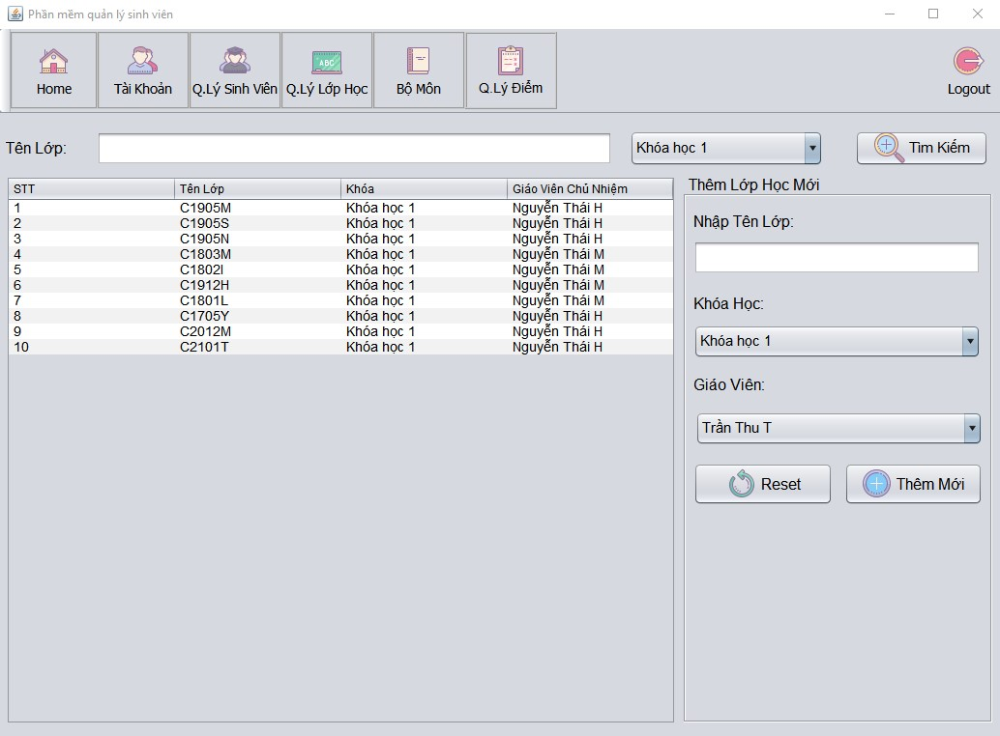 Phần mềm quản lý sinh viên
Home Tài Khoản Q.Lý Sinh Viên Q.Lý Lớp Học Bộ Môn Q.Lý Điểm Logout
Tên Lớp: Khóa học 1 Tìm Kiếm
STT Tên Lớp Khóa Giáo Viên Chủ Nhiệm
1 C1905M Khóa học 1 Nguyễn Thái H
2 C1905S Khóa học 1 Nguyễn Thái H
3 C1905N Khóa học 1 Nguyễn Thái H
4 C1803M Khóa học 1 Nguyễn Thái M
5 C1802I Khóa học 1 Nguyễn Thái M
6 C1912H Khóa học 1 Nguyễn Thái M
7 C1801L Khóa học 1 Nguyễn Thái M
8 C1705Y Khóa học 1 Nguyễn Thái H
9 C2012M Khóa học 1 Nguyễn Thái H
10 C2101T Khóa học 1 Nguyễn Thái H
Thêm Lớp Học Mới
Nhập Tên Lớp:
Khóa Học:
Khóa học 1
Giáo Viên:
Trần Thu T
Reset Thêm Mới